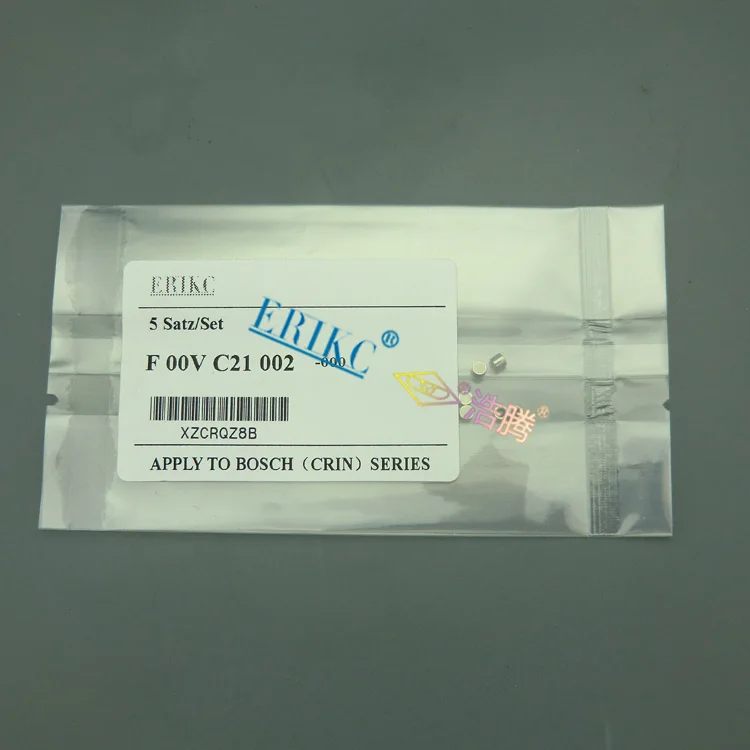 ERIKC
5 Satz/Set
ERIKC®
F 00V C21 002 -000
浩腾®
XZCRQZ8B
APPLY TO BOSCH（CRIN）SERIES